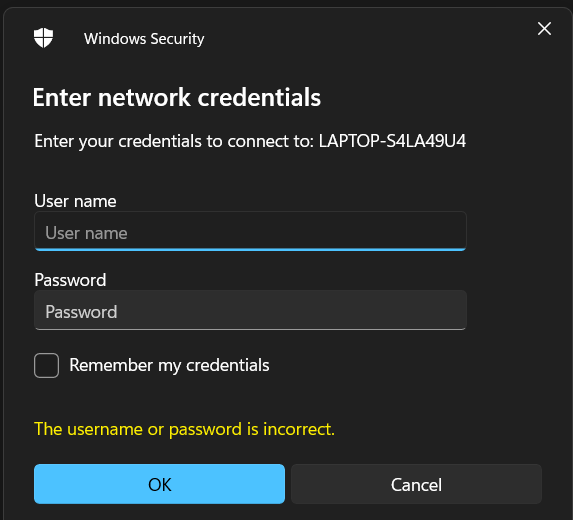 Windows Security
Enter network credentials
Enter your credentials to connect to: LAPTOP-S4LA49U4
User name
User name
Password
Password
Remember my credentials
The username or password is incorrect.
OK
Cancel